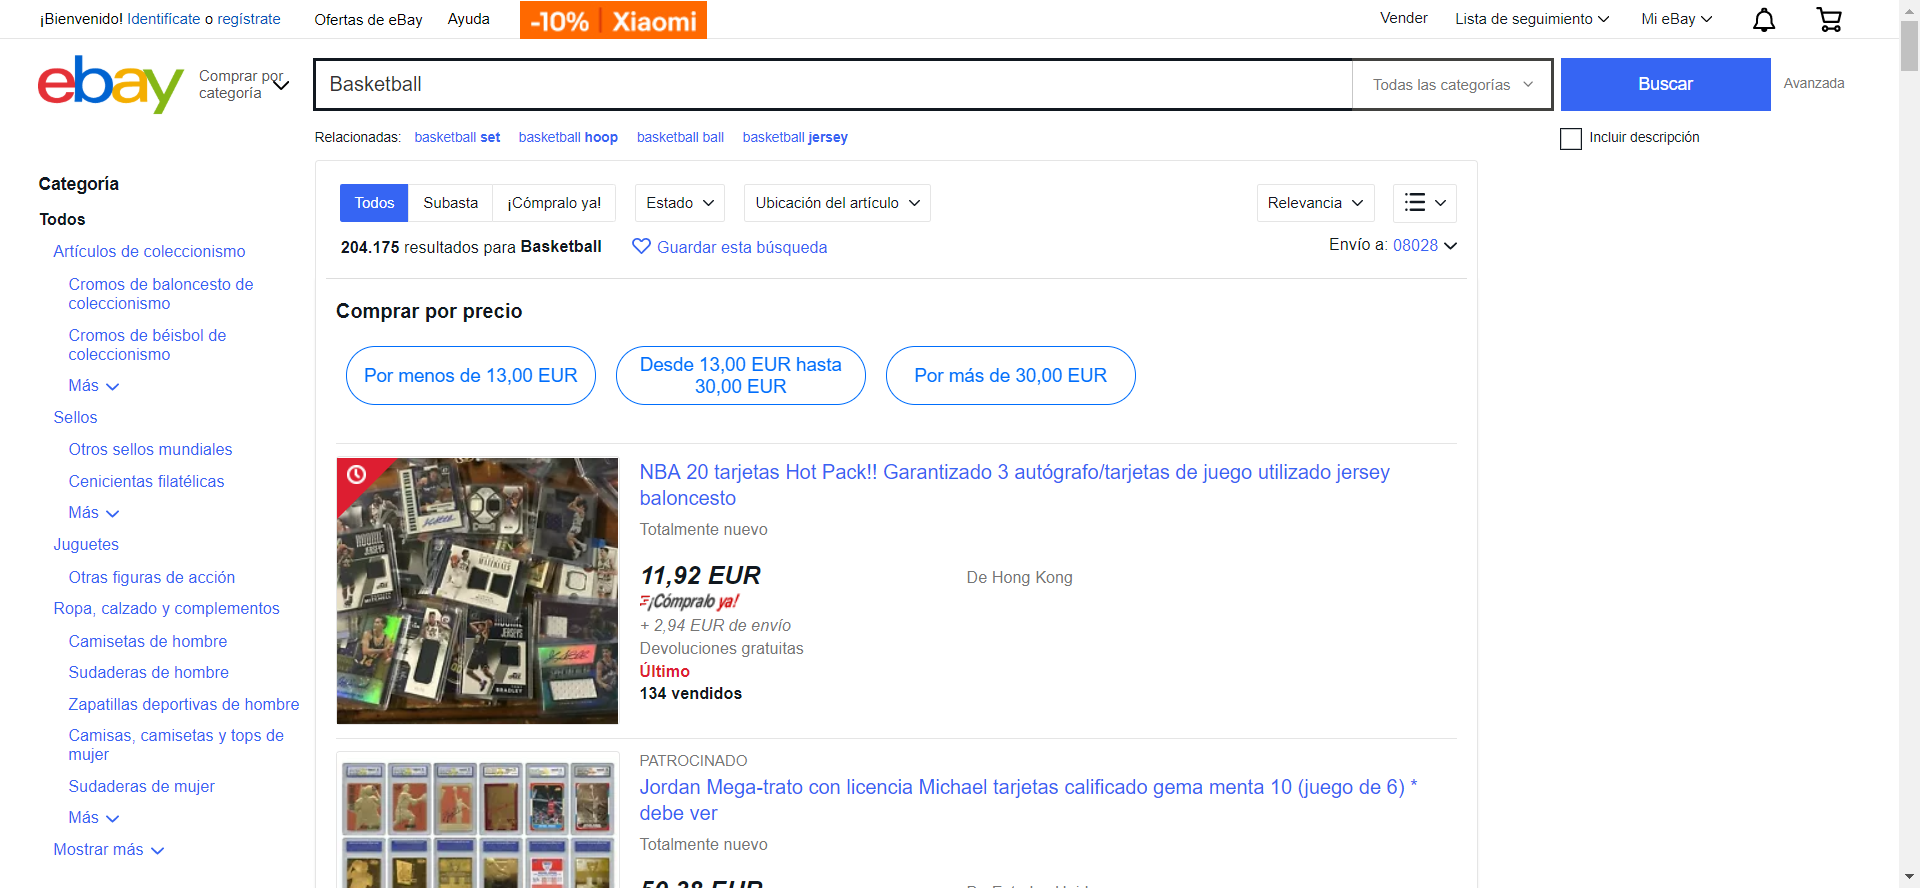 ¡Bienvenido! Identifícate o regístrate
Ofertas de eBay
Ayuda
-10% | Xiaomi
Vender
Lista de seguimiento
Mi eBay
ebay
Comprar por
categoría
Basketball
Todas las categorías
Buscar
Avanzada
Relacionadas: basketball set basketball hoop basketball ball basketball jersey
Incluir descripción
Categoría
Todos
Artículos de coleccionismo
Cromos de baloncesto de
coleccionismo
Cromos de béisbol de
coleccionismo
Más
Sellos
Otros sellos mundiales
Cenicientas filatélicas
Más
Juguetes
Otras figuras de acción
Ropa, calzado y complementos
Camisetas de hombre
Sudaderas de hombre
Zapatillas deportivas de hombre
Camisas, camisetas y tops de
mujer
Sudaderas de mujer
Más
Mostrar más
Todos
Subasta
¡Cómpralo ya!
Estado
Ubicación del artículo
Relevancia
204.175 resultados para Basketball
Guardar esta búsqueda
Envío a: 08028
Comprar por precio
Por menos de 13,00 EUR
Desde 13,00 EUR hasta
30,00 EUR
Por más de 30,00 EUR
NBA 20 tarjetas Hot Pack!! Garantizado 3 autógrafo/tarjetas de juego utilizado jersey
baloncesto
Totalmente nuevo
11,92 EUR
De Hong Kong
¡Cómpralo ya!
+ 2,94 EUR de envío
Devoluciones gratuitas
Último
134 vendidos
PATROCINADO
Jordan Mega-trato con licencia Michael tarjetas calificado gema menta 10 (juego de 6) *
debe ver
Totalmente nuevo
50,38 EUR
De Estados Unidos